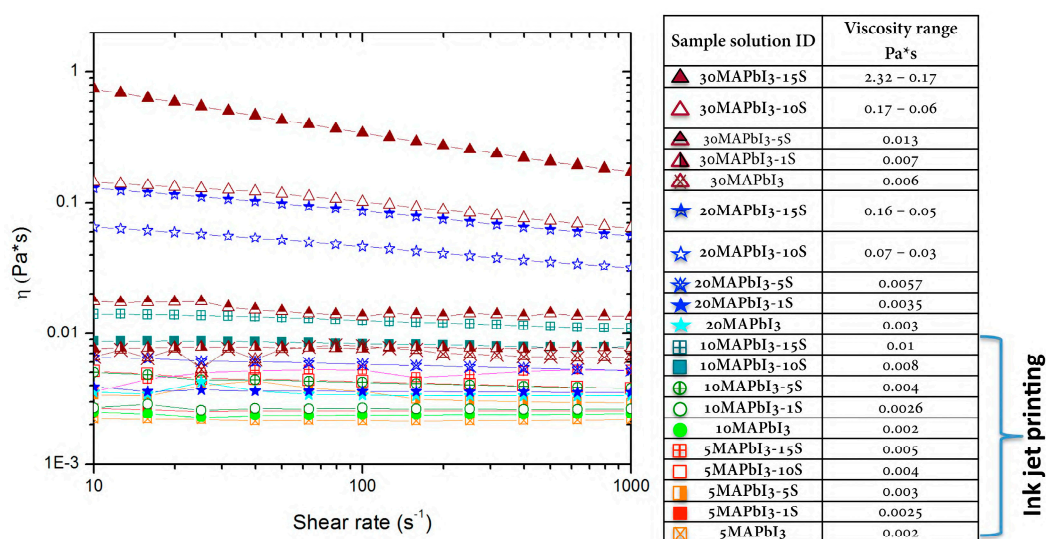 η (Pa*s)
1
0.1
0.01
1E-3
10
100
1000
Shear rate (s⁻¹)
Sample solution ID
Viscosity range
Pa*s
30MAPbI3-15S 2.32 – 0.17
30MAPbI3-10S 0.17 – 0.06
30MAPbI3-5S 0.013
30MAPbI3-1S 0.007
30MAPbI3 0.006
20MAPbI3-15S 0.16 – 0.05
20MAPbI3-10S 0.07 – 0.03
20MAPbI3-5S 0.0057
20MAPbI3-1S 0.0035
20MAPbI3 0.003
10MAPbI3-15S 0.01
10MAPbI3-10S 0.008
10MAPbI3-5S 0.004
10MAPbI3-1S 0.0026
10MAPbI3 0.002
5MAPbI3-15S 0.005
5MAPbI3-10S 0.004
5MAPbI3-5S 0.003
5MAPbI3-1S 0.0025
5MAPbI3 0.002
Ink jet printing